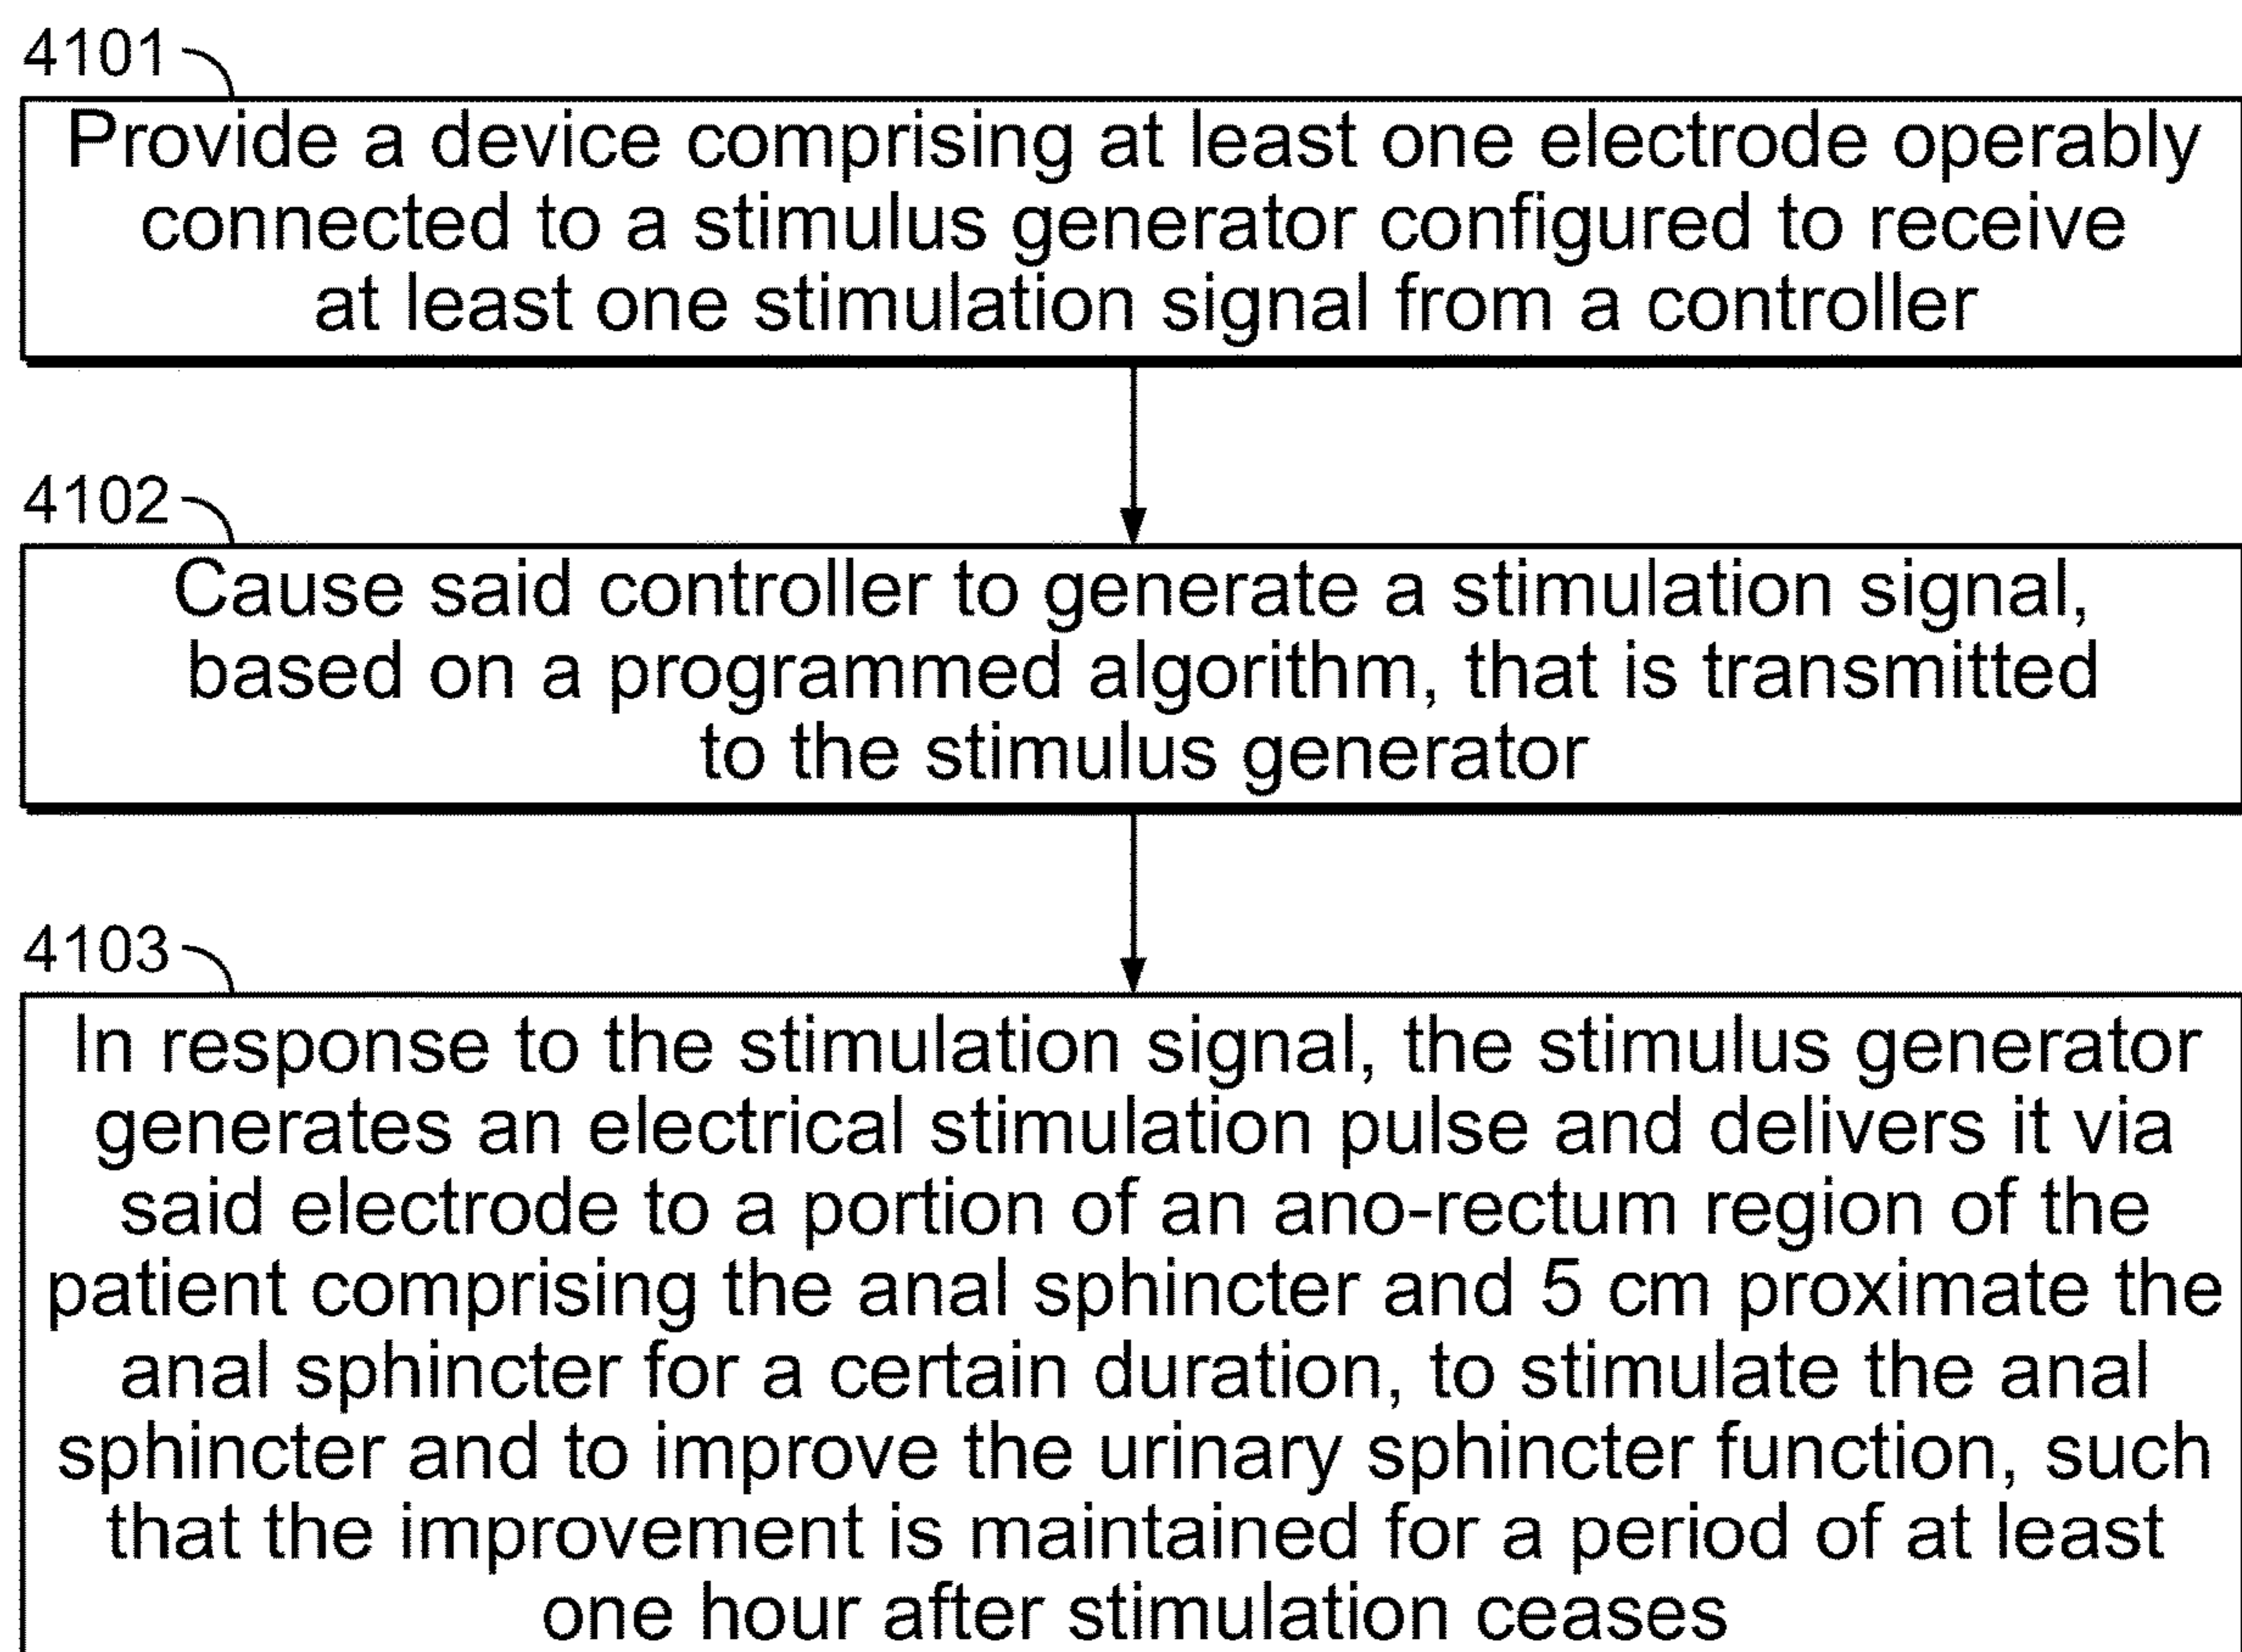 4101
Provide a device comprising at least one electrode operably
connected to a stimulus generator configured to receive
at least one stimulation signal from a controller
4102
Cause said controller to generate a stimulation signal,
based on a programmed algorithm, that is transmitted
to the stimulus generator
4103
In response to the stimulation signal, the stimulus generator
generates an electrical stimulation pulse and delivers it via
said electrode to a portion of an ano-rectum region of the
patient comprising the anal sphincter and 5 cm proximate the
anal sphincter for a certain duration, to stimulate the anal
sphincter and to improve the urinary sphincter function, such
that the improvement is maintained for a period of at least
one hour after stimulation ceases